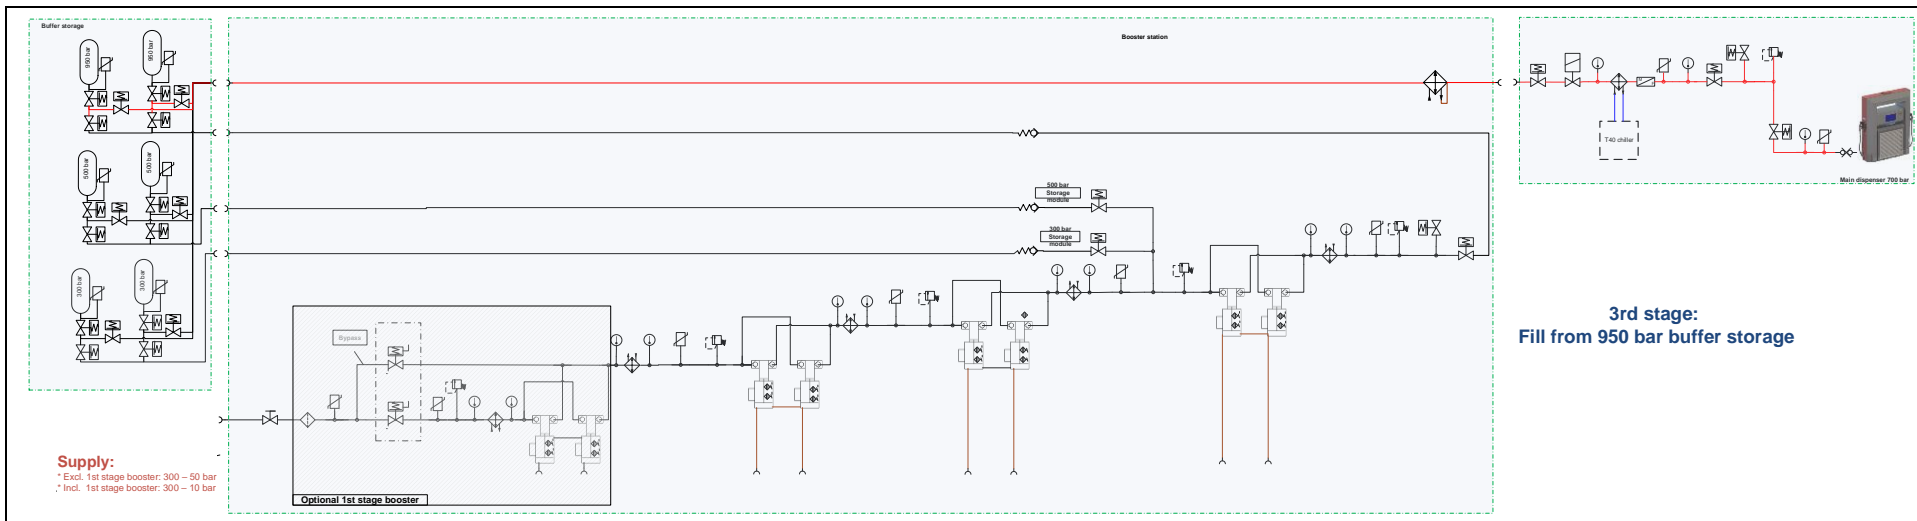 Buffer storage
Booster station
950 bar
950 bar
500 bar
500 bar
300 bar
300 bar
500 bar
Storage
module
300 bar
Storage
module
T40 chiller
Main dispenser 700 bar
3rd stage:
Fill from 950 bar buffer storage
Bypass
Optional 1st stage booster
Supply:
* Excl. 1st stage booster: 300 – 50 bar
* Incl. 1st stage booster: 300 – 10 bar